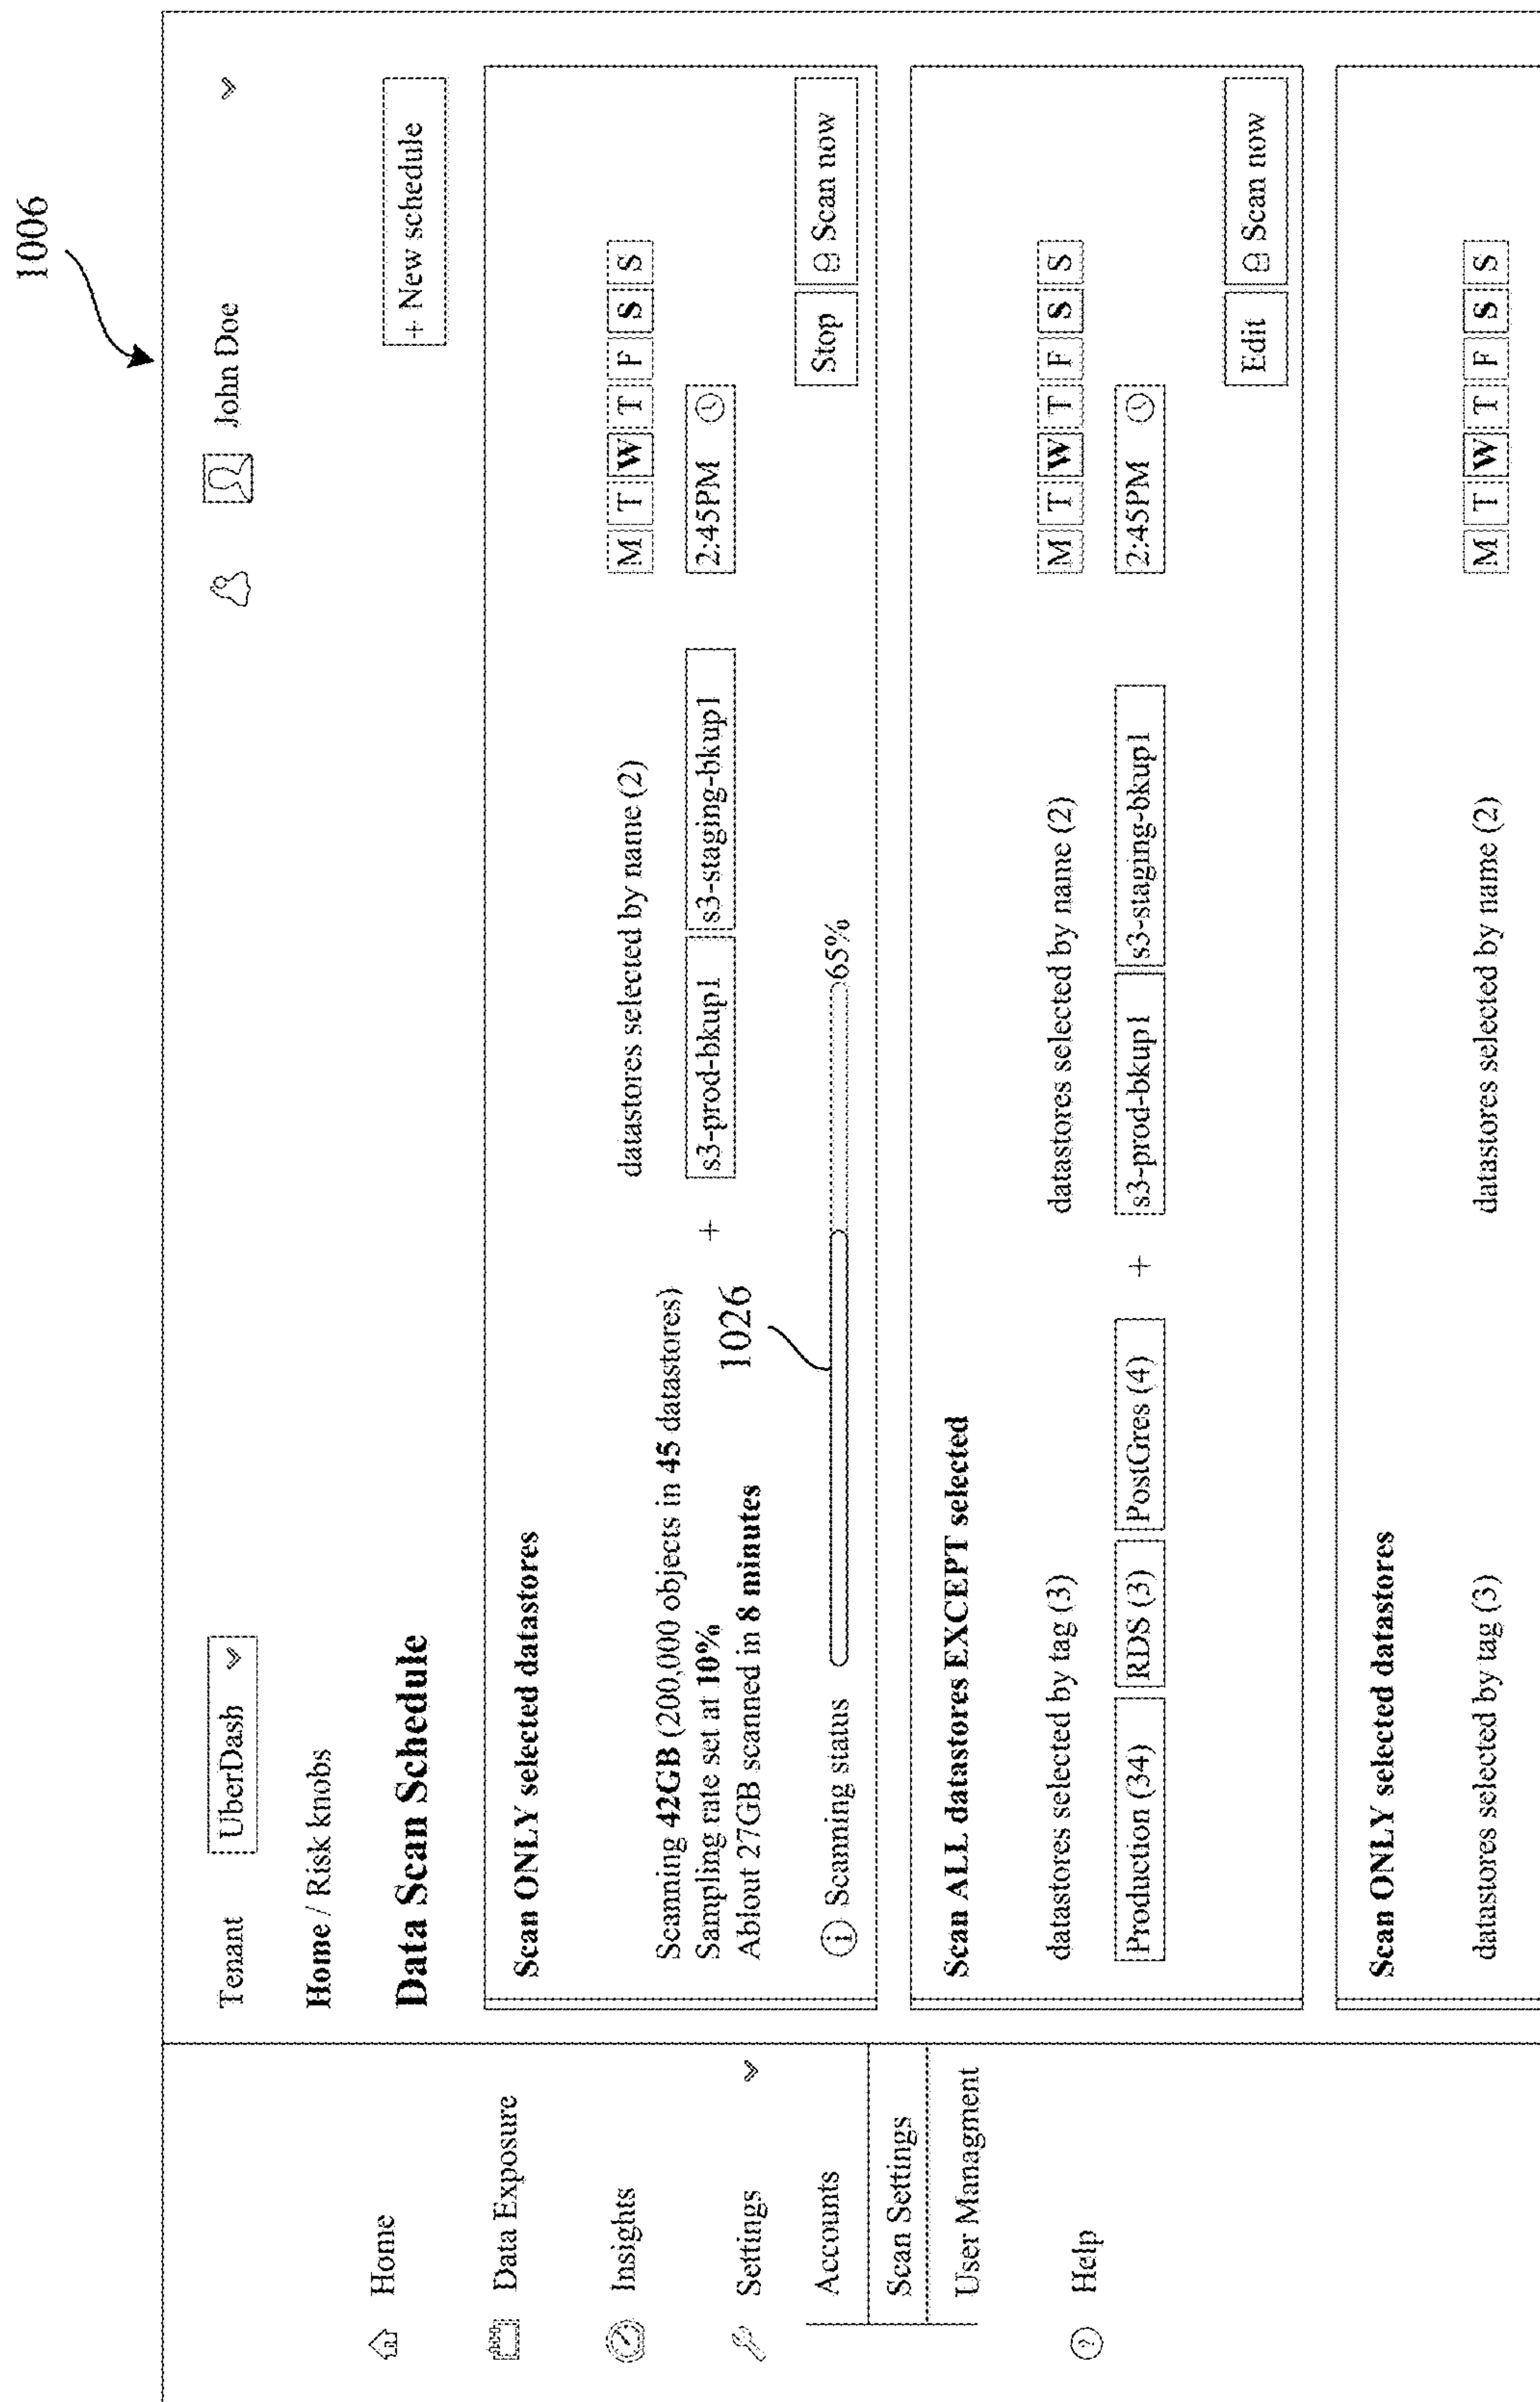 1006
Tenant UberDash John Doe
Home / Risk knobs
Data Scan Schedule + New schedule
Home
Data Exposure
Insights
Settings
Accounts
Scan Settings
User Managment
Help
Scan ONLY selected datastores
datastores selected by name (2) M T W T F S S
Scanning 42GB (200,000 objects in 45 datastores)
Sampling rate set at 10% + s3-prod-bkup1 s3-staging-bkup1 2:45PM
Ablout 27GB scanned in 8 minutes 1026
Scanning status 65% Stop Scan now
Scan ALL datastores EXCEPT selected
datastores selected by tag (3) datastores selected by name (2) M T W T F S S
Production (34) RDS (3) PostGres (4) + s3-prod-bkup1 s3-staging-bkup1 2:45PM
Edit Scan now
Scan ONLY selected datastores
datastores selected by tag (3) datastores selected by name (2) M T W T F S S